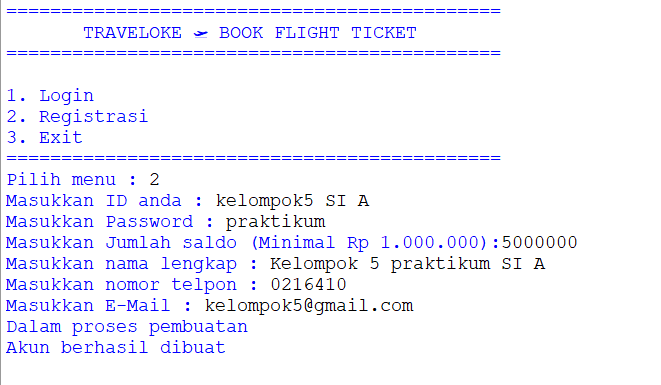 =============================================
TRAVELOKE 🛩 BOOK FLIGHT TICKET
=============================================
1. Login
2. Registrasi
3. Exit
=============================================
Pilih menu : 2
Masukkan ID anda : kelompok5 SI A
Masukkan Password : praktikum
Masukkan Jumlah saldo (Minimal Rp 1.000.000):5000000
Masukkan nama lengkap : Kelompok 5 praktikum SI A
Masukkan nomor telpon : 0216410
Masukkan E-Mail : kelompok5@gmail.com
Dalam proses pembuatan
Akun berhasil dibuat